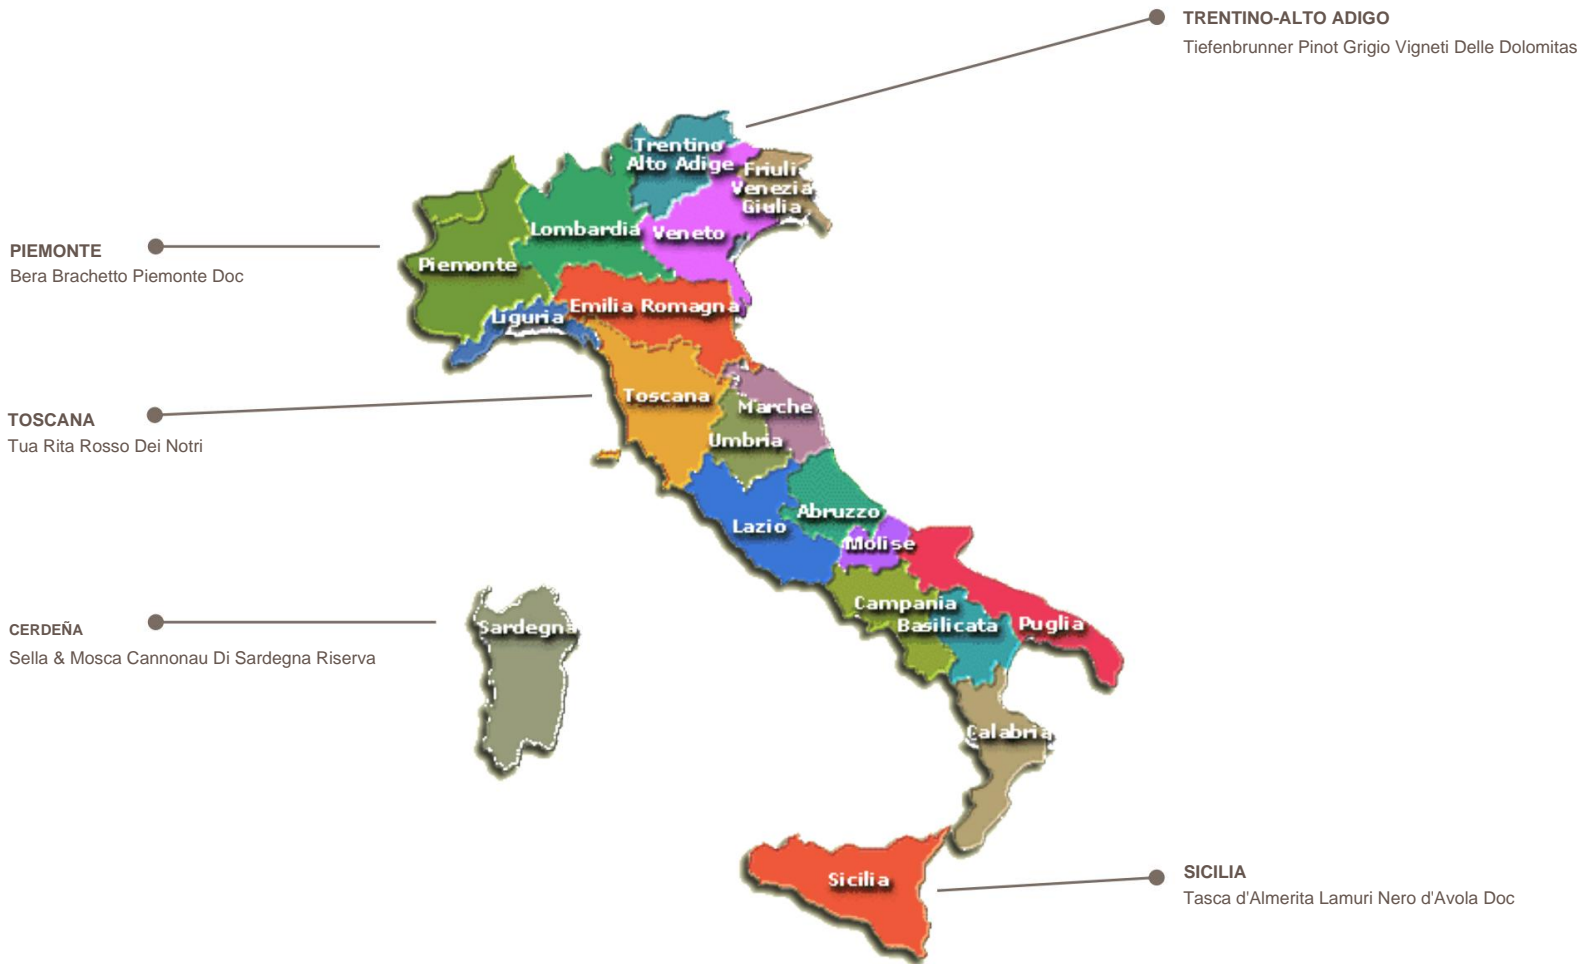 TRENTINO-ALTO ADIGO
Tiefenbrunner Pinot Grigio Vigneti Delle Dolomitas
Trentino
Alto Adige
Friuli
Venezia
Giulia
Lombardia
Veneto
PIEMONTE
Bera Brachetto Piemonte Doc
Piemonte
Emilia Romagna
Liguria
Toscana
Marche
TOSCANA
Tua Rita Rosso Dei Notri
Umbria
Abruzzo
Lazio
Molise
Campania
Basilicata
Puglia
CERDEÑA
Sella & Mosca Cannonau Di Sardegna Riserva
Sardegna
Calabria
Sicilia
SICILIA
Tasca d'Almerita Lamuri Nero d'Avola Doc